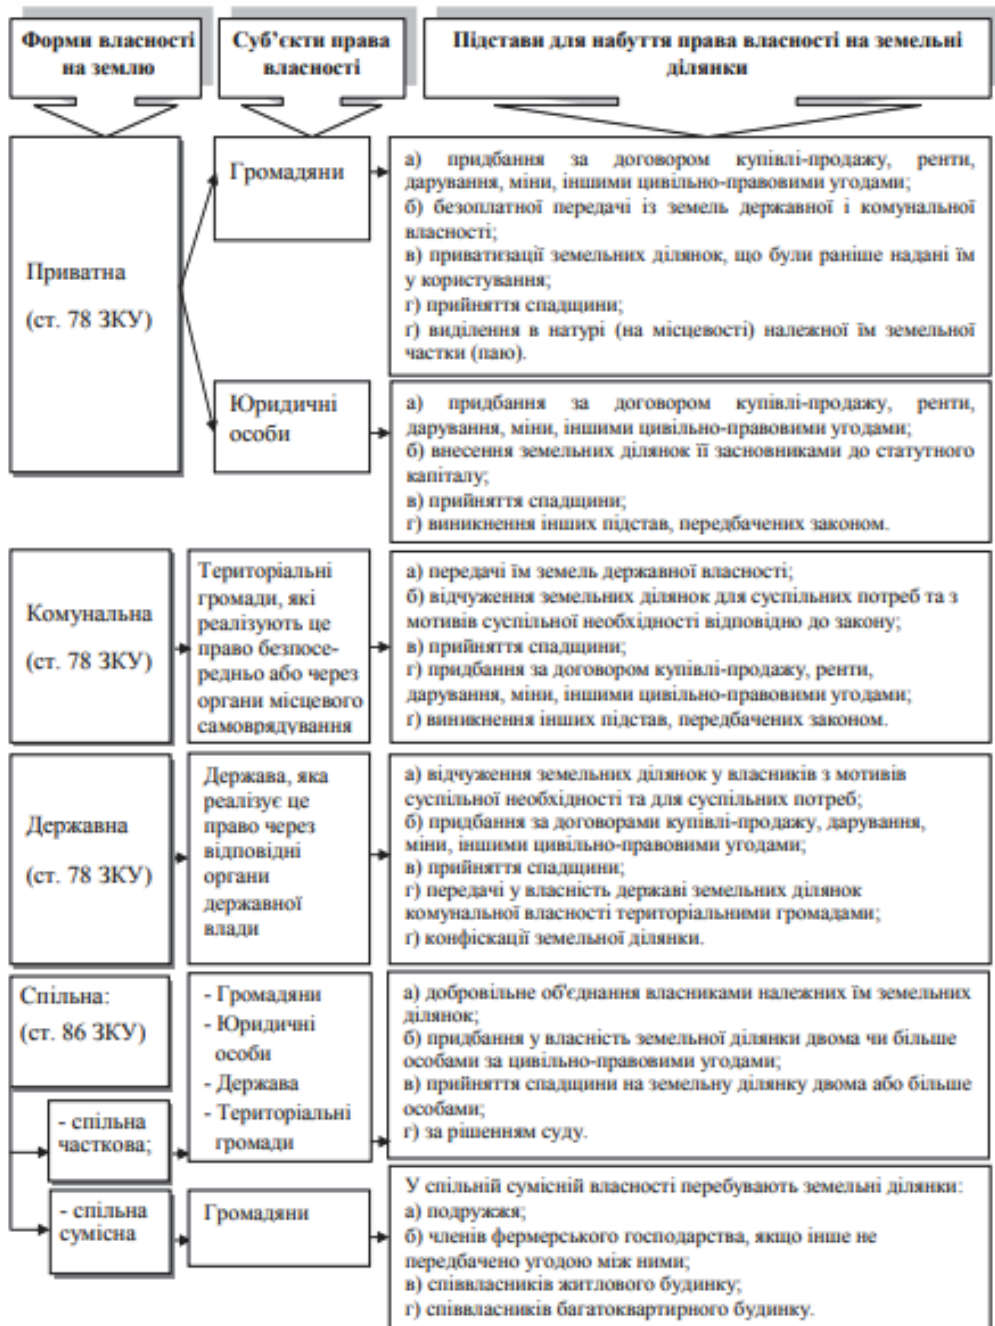 Форми власності
на землю
Суб’єкти права
власності
Підстави для набуття права власності на земельні
ділянки
Приватна
(ст. 78 ЗКУ)
Громадяни
а) придбання за договором купівлі-продажу, ренти,
дарування, міни, іншими цивільно-правовими угодами;
б) безоплатної передачі із земель державної і комунальної
власності;
в) приватизації земельних ділянок, що були раніше надані їм
у користування;
г) прийняття спадщини;
ґ) виділення в натурі (на місцевості) належної їм земельної
частки (паю).
Юридичні
особи
а) придбання за договором купівлі-продажу, ренти,
дарування, міни, іншими цивільно-правовими угодами;
б) внесення земельних ділянок її засновниками до статутного
капіталу;
в) прийняття спадщини;
г) виникнення інших підстав, передбачених законом.
Комунальна
(ст. 78 ЗКУ)
Територіальні
громади, які
реалізують це
право безпосе-
редньо або через
органи місцевого
самоврядування
а) передачі їм земель державної власності;
б) відчуження земельних ділянок для суспільних потреб та з
мотивів суспільної необхідності відповідно до закону;
в) прийняття спадщини;
г) придбання за договором купівлі-продажу, ренти,
дарування, міни, іншими цивільно-правовими угодами;
ґ) виникнення інших підстав, передбачених законом.
Державна
(ст. 78 ЗКУ)
Держава, яка
реалізує це
право через
відповідні
органи
державної
влади
а) відчуження земельних ділянок у власників з мотивів
суспільної необхідності та для суспільних потреб;
б) придбання за договорами купівлі-продажу, дарування,
міни, іншими цивільно-правовими угодами;
в) прийняття спадщини;
г) передачі у власність державі земельних ділянок
комунальної власності територіальними громадами;
ґ) конфіскації земельної ділянки.
Спільна:
(ст. 86 ЗКУ)
- спільна
часткова;
- Громадяни
- Юридичні
особи
- Держава
- Територіальні
громади
а) добровільне об'єднання власниками належних їм земельних
ділянок;
б) придбання у власність земельної ділянки двома чи більше
особами за цивільно-правовими угодами;
в) прийняття спадщини на земельну ділянку двома або більше
особами;
г) за рішенням суду.
- спільна
сумісна
Громадяни
У спільній сумісній власності перебувають земельні ділянки:
а) подружжя;
б) членів фермерського господарства, якщо інше не
передбачено угодою між ними;
в) співвласників житлового будинку;
г) співвласників багатоквартирного будинку.